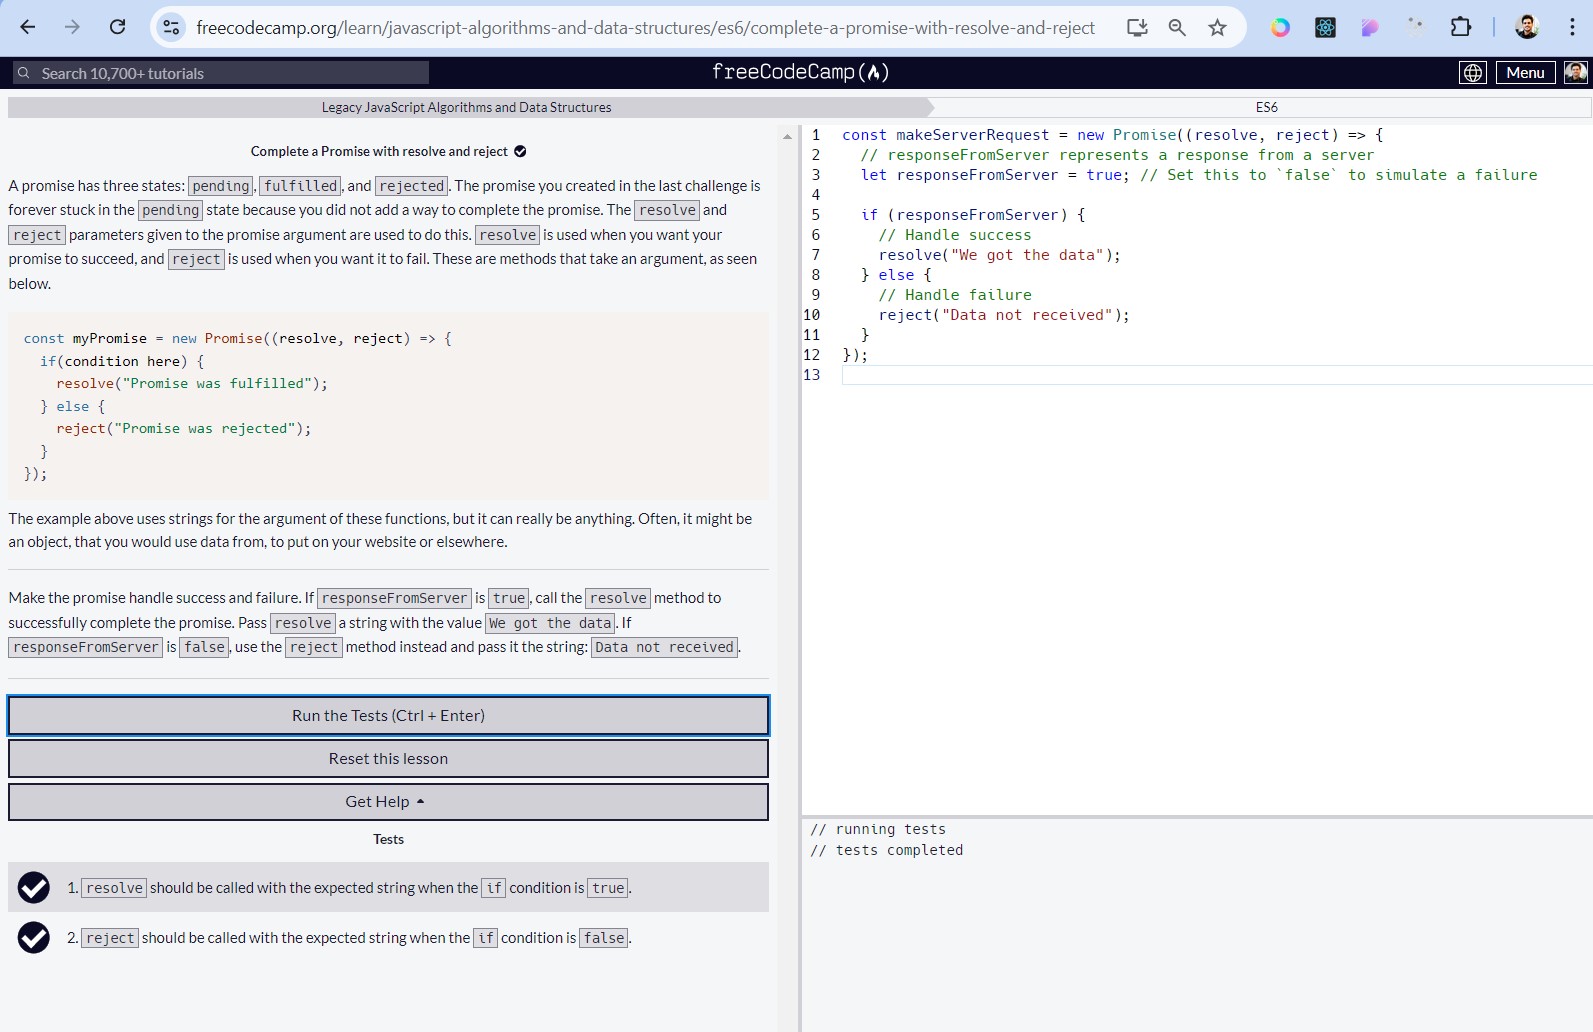 freecodecamp.org/learn/javascript-algorithms-and-data-structures/es6/complete-a-promise-with-resolve-and-reject
Search 10,700+ tutorials
freeCodeCamp
Menu
Legacy JavaScript Algorithms and Data Structures
ES6
Complete a Promise with resolve and reject
A promise has three states: pending, fulfilled, and rejected. The promise you created in the last challenge is
forever stuck in the pending state because you did not add a way to complete the promise. The resolve and
reject parameters given to the promise argument are used to do this. resolve is used when you want your
promise to succeed, and reject is used when you want it to fail. These are methods that take an argument, as seen
below.
const myPromise = new Promise((resolve, reject) => {
  if(condition here) {
    resolve("Promise was fulfilled");
  } else {
    reject("Promise was rejected");
  }
});
The example above uses strings for the argument of these functions, but it can really be anything. Often, it might be
an object, that you would use data from, to put on your website or elsewhere.
Make the promise handle success and failure. If responseFromServer is true, call the resolve method to
successfully complete the promise. Pass resolve a string with the value We got the data. If
responseFromServer is false, use the reject method instead and pass it the string: Data not received.
Run the Tests (Ctrl + Enter)
Reset this lesson
Get Help
Tests
1. resolve should be called with the expected string when the if condition is true.
2. reject should be called with the expected string when the if condition is false.
1 const makeServerRequest = new Promise((resolve, reject) => {
2   // responseFromServer represents a response from a server
3   let responseFromServer = true; // Set this to `false` to simulate a failure
4
5   if (responseFromServer) {
6     // Handle success
7     resolve("We got the data");
8   } else {
9     // Handle failure
10     reject("Data not received");
11   }
12 });
13
// running tests
// tests completed